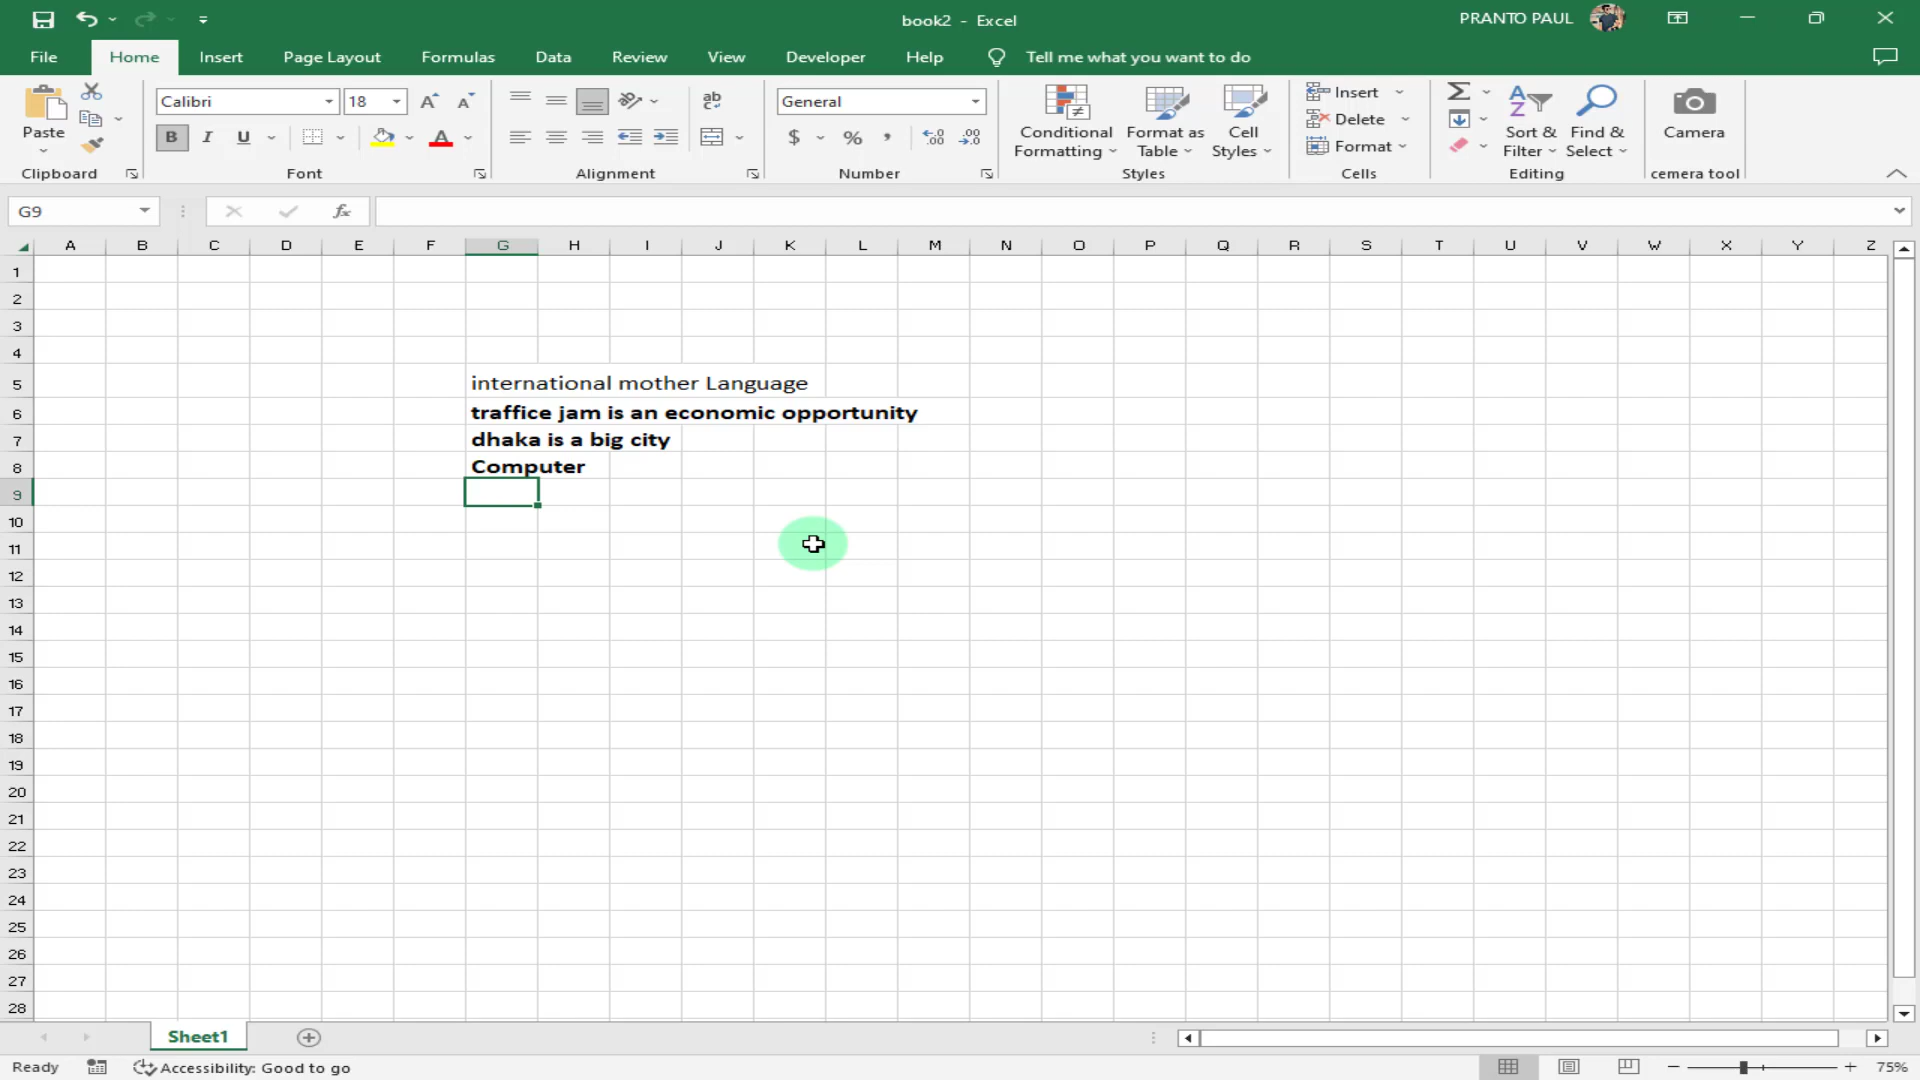 book2 - Excel
PRANTO PAUL
File Home Insert Page Layout Formulas Data Review View Developer Help Tell me what you want to do
Paste
Clipboard
Calibri 18
B I U A
Font
ab
c
Alignment
General
$ % , .00 .00
Number
Conditional Formatting
Format as Table
Cell Styles
Styles
Insert
Delete
Format
Cells
Sort & Filter
Find & Select
Editing
Camera
cemera tool
G9 fx
A B C D E F G H I J K L M N O P Q R S T U V W X Y Z
1
2
3
4
5 international mother Language
6 traffice jam is an economic opportunity
7 dhaka is a big city
8 Computer
9
10
11
12
13
14
15
16
17
18
19
20
21
22
23
24
25
26
27
28
Sheet1
Ready Accessibility: Good to go 75%